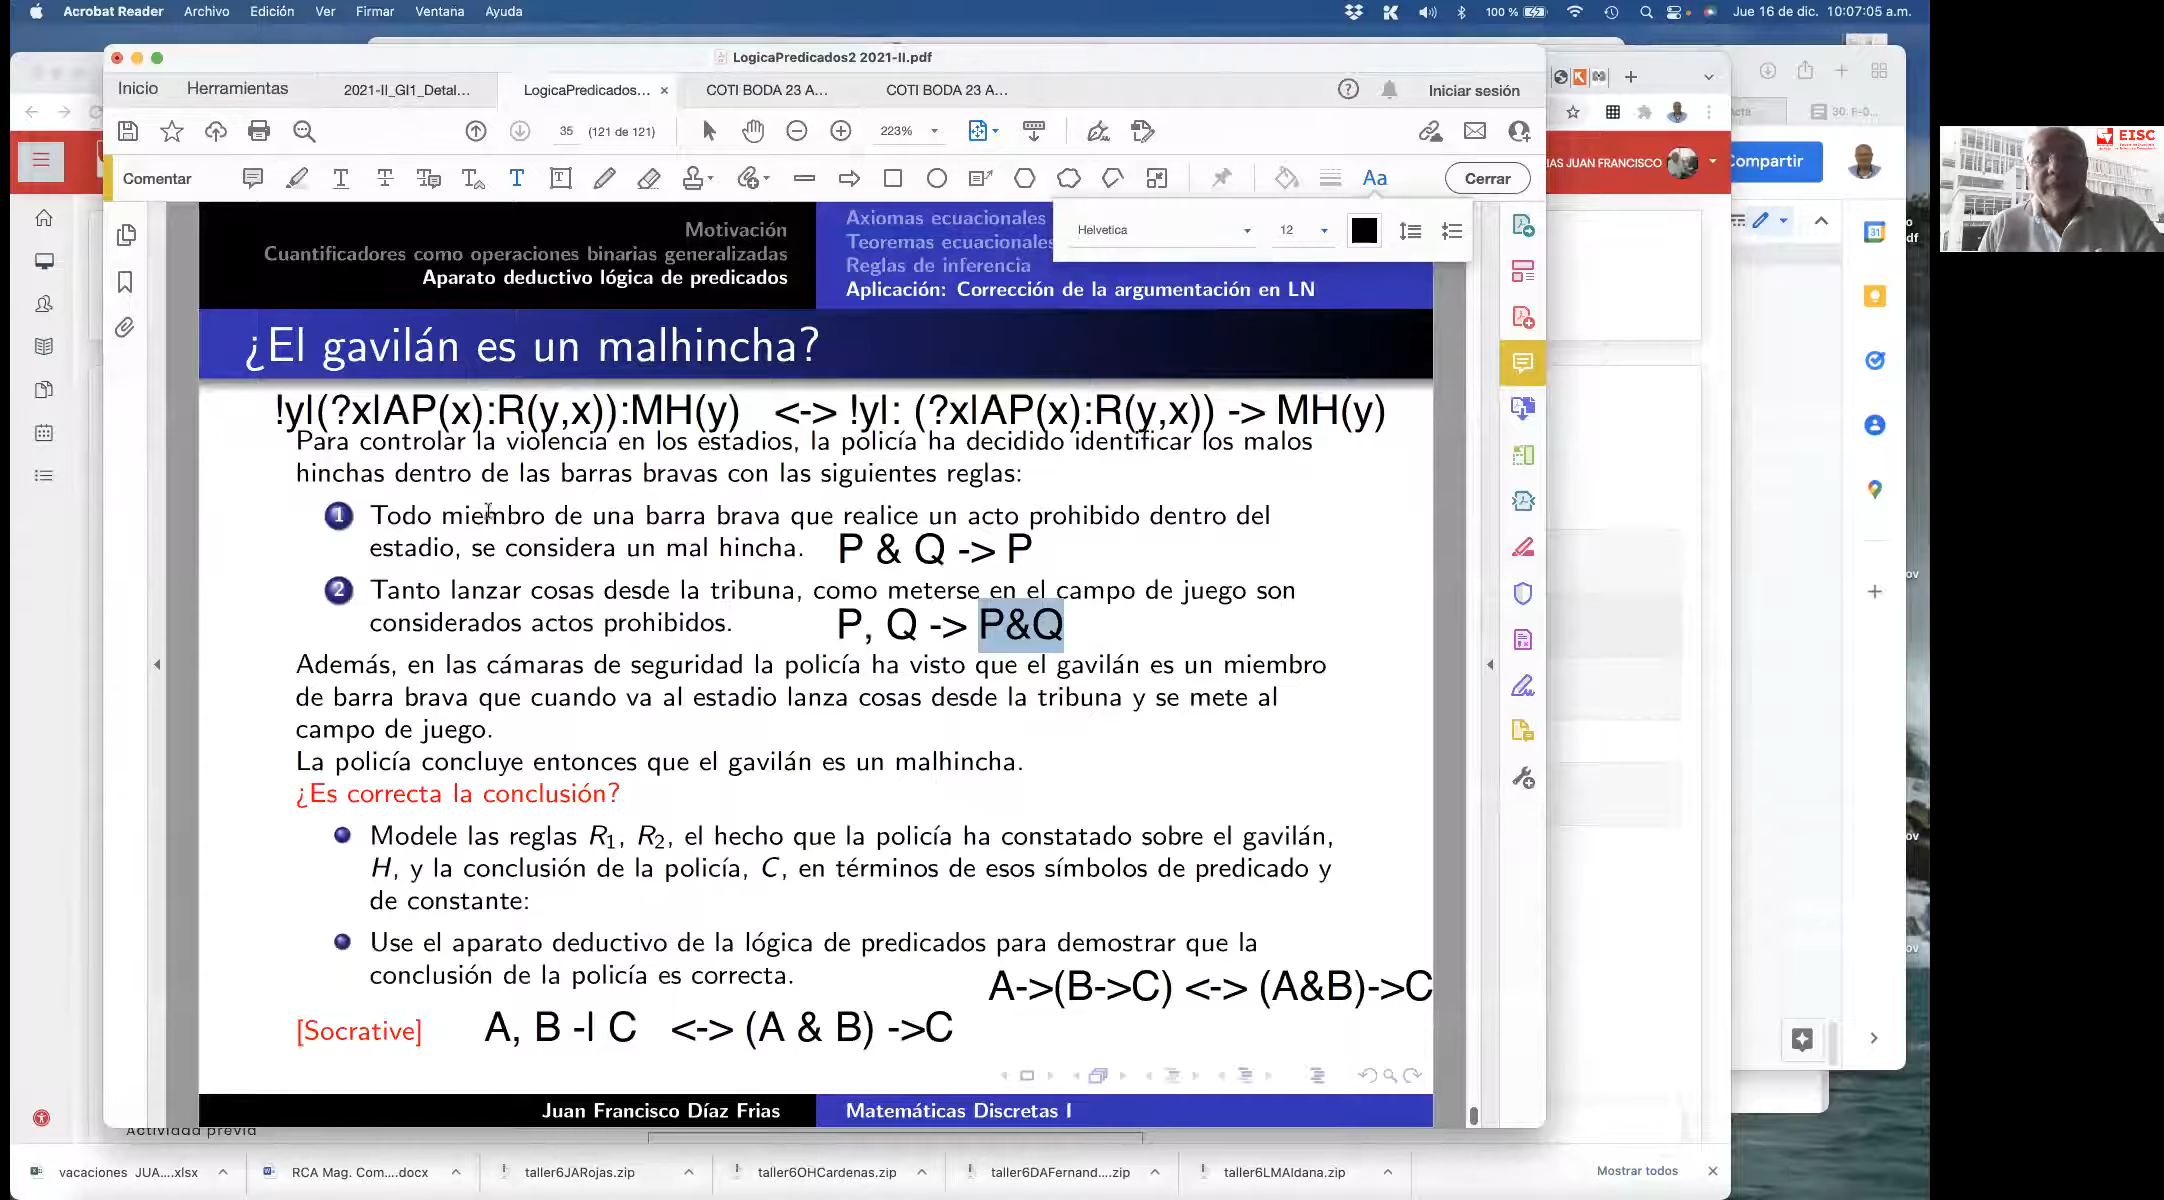 Acrobat Reader Archivo Edición Ver Firmar Ventana Ayuda
100 % Jue 16 de dic. 10:07:05 a.m.
LogicaPredicados2 2021-II.pdf
Inicio Herramientas 2021-II_GI1_Detal... LogicaPredicados... × COTI BODA 23 A... COTI BODA 23 A... Iniciar sesión
35 (121 de 121) 223%
Comentar Aa Cerrar
Helvetica 12
IAS JUAN FRANCISCO
Compartir
30. F-0...
EISC
31
Motivación
Cuantificadores como operaciones binarias generalizadas
Aparato deductivo lógica de predicados
Axiomas ecuacionales
Teoremas ecuacionales
Reglas de inferencia
Aplicación: Corrección de la argumentación en LN
¿El gavilán es un malhincha?
!y|(?x|AP(x):R(y,x)):MH(y) <-> !y|: (?x|AP(x):R(y,x)) -> MH(y)
Para controlar la violencia en los estadios, la policía ha decidido identificar los malos
hinchas dentro de las barras bravas con las siguientes reglas:
1 Todo miembro de una barra brava que realice un acto prohibido dentro del
estadio, se considera un mal hincha. P & Q -> P
2 Tanto lanzar cosas desde la tribuna, como meterse en el campo de juego son
considerados actos prohibidos. P, Q -> P&Q
Además, en las cámaras de seguridad la policía ha visto que el gavilán es un miembro
de barra brava que cuando va al estadio lanza cosas desde la tribuna y se mete al
campo de juego.
La policía concluye entonces que el gavilán es un malhincha.
¿Es correcta la conclusión?
Modele las reglas R1, R2, el hecho que la policía ha constatado sobre el gavilán,
H, y la conclusión de la policía, C, en términos de esos símbolos de predicado y
de constante:
Use el aparato deductivo de la lógica de predicados para demostrar que la
conclusión de la policía es correcta.
A->(B->C) <-> (A&B)->C
[Socrative] A, B -| C <-> (A & B) ->C
Juan Francisco Díaz Frias Matemáticas Discretas I
Actividad previa
vacaciones JUA....xlsx RCA Mag. Com....docx taller6JARojas.zip taller6OHCardenas.zip taller6DAFernand....zip taller6LMAldana.zip Mostrar todos